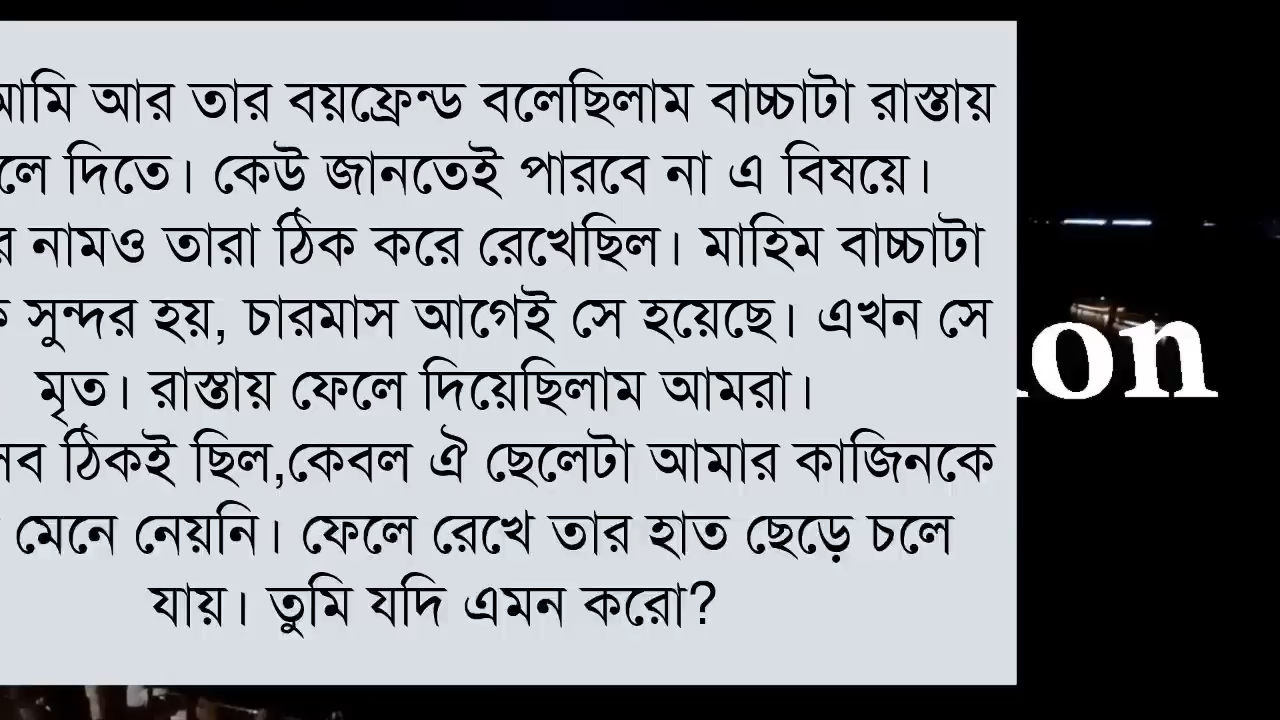 আমি আর তার বয়ফ্রেন্ড বলেছিলাম বাচ্চাটা রাস্তায়
লে দিতে। কেউ জানতেই পারবে না এ বিষয়ে।
র নামও তারা ঠিক করে রেখেছিল। মাহিম বাচ্চাটা
ক সুন্দর হয়, চারমাস আগেই সে হয়েছে। এখন সে
মৃত। রাস্তায় ফেলে দিয়েছিলাম আমরা।
সব ঠিকই ছিল,কেবল ঐ ছেলেটা আমার কাজিনকে
মেনে নেয়নি। ফেলে রেখে তার হাত ছেড়ে চলে
যায়। তুমি যদি এমন করো?
on